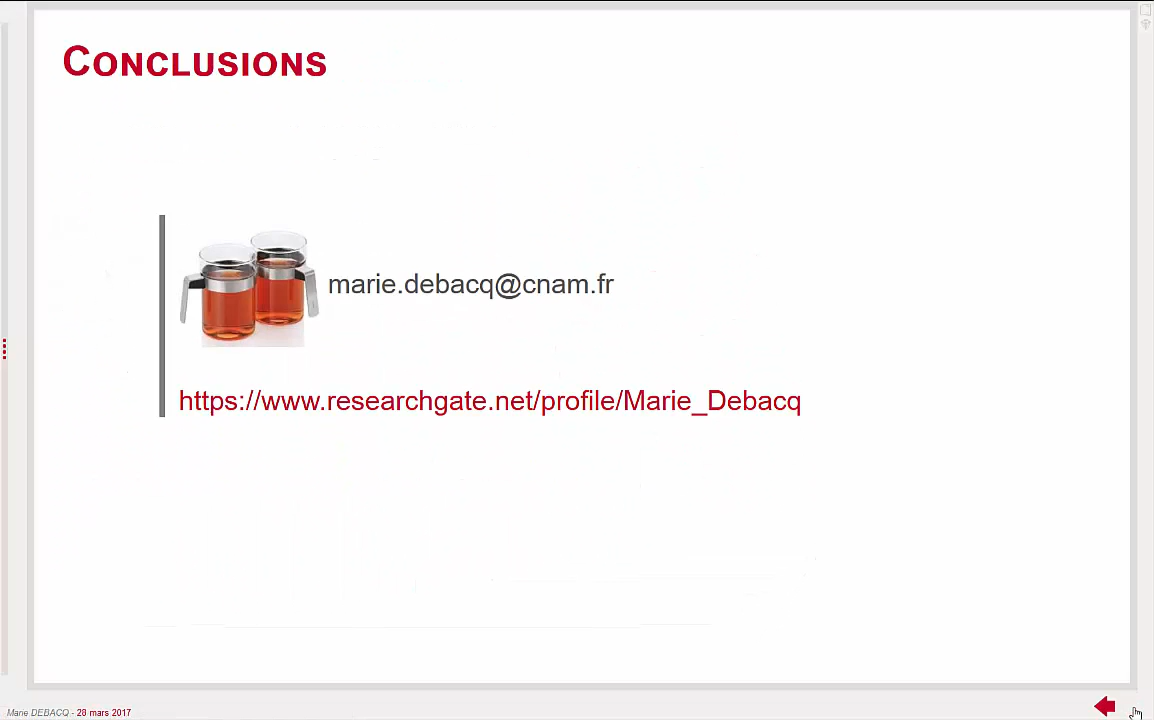 Conclusions
marie.debacq@cnam.fr
https://www.researchgate.net/profile/Marie_Debacq
Marie DEBACQ - 28 mars 2017